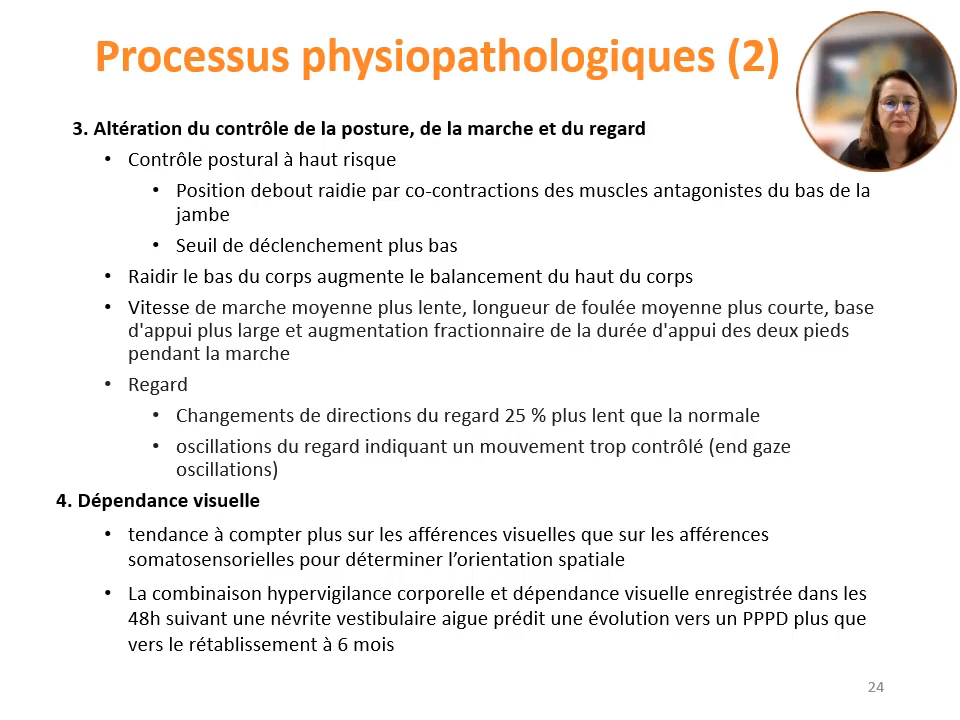 Processus physiopathologiques (2)
3. Altération du contrôle de la posture, de la marche et du regard
• Contrôle postural à haut risque
• Position debout raidie par co-contractions des muscles antagonistes du bas de la
jambe
• Seuil de déclenchement plus bas
• Raidir le bas du corps augmente le balancement du haut du corps
• Vitesse de marche moyenne plus lente, longueur de foulée moyenne plus courte, base
d'appui plus large et augmentation fractionnaire de la durée d'appui des deux pieds
pendant la marche
• Regard
• Changements de directions du regard 25 % plus lent que la normale
• oscillations du regard indiquant un mouvement trop contrôlé (end gaze
oscillations)
4. Dépendance visuelle
• tendance à compter plus sur les afférences visuelles que sur les afférences
somatosensorielles pour déterminer l’orientation spatiale
• La combinaison hypervigilance corporelle et dépendance visuelle enregistrée dans les
48h suivant une névrite vestibulaire aigue prédit une évolution vers un PPPD plus que
vers le rétablissement à 6 mois
24